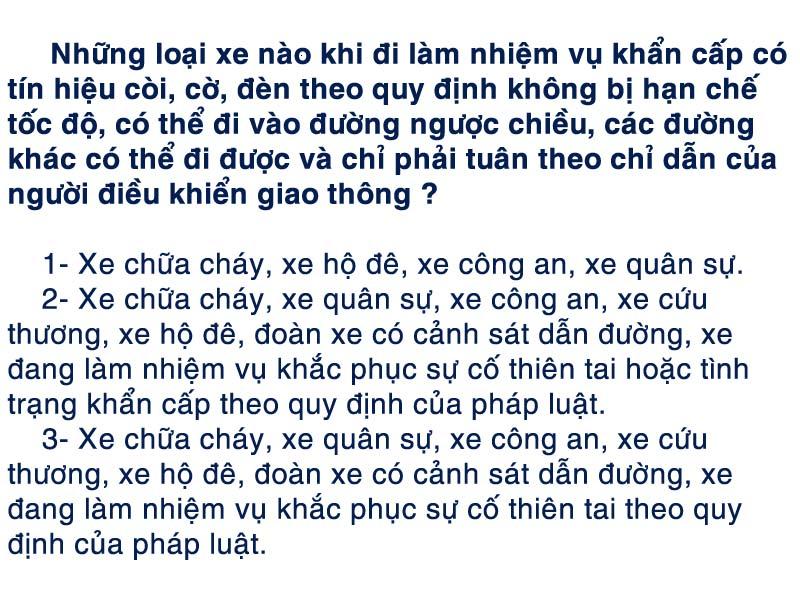 Những loại xe nào khi đi làm nhiệm vụ khẩn cấp có
tín hiệu còi, cờ, đèn theo quy định không bị hạn chế
tốc độ, có thể đi vào đường ngược chiều, các đường
khác có thể đi được và chỉ phải tuân theo chỉ dẫn của
người điều khiển giao thông ?
1- Xe chữa cháy, xe hộ đê, xe công an, xe quân sự.
2- Xe chữa cháy, xe quân sự, xe công an, xe cứu
thương, xe hộ đê, đoàn xe có cảnh sát dẫn đường, xe
đang làm nhiệm vụ khắc phục sự cố thiên tai hoặc tình
trạng khẩn cấp theo quy định của pháp luật.
3- Xe chữa cháy, xe quân sự, xe công an, xe cứu
thương, xe hộ đê, đoàn xe có cảnh sát dẫn đường, xe
đang làm nhiệm vụ khắc phục sự cố thiên tai theo quy
định của pháp luật.